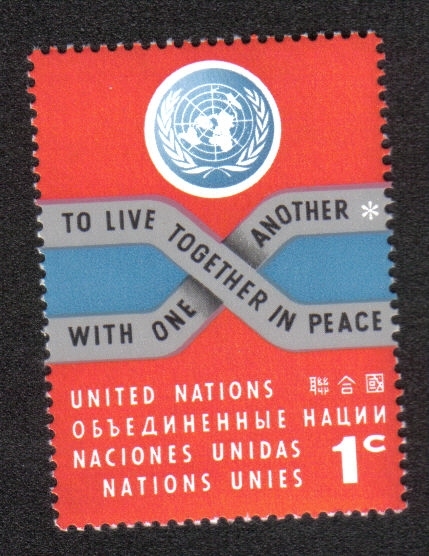 TO LIVE TOGETHER IN PEACE
WITH ONE ANOTHER *
UNITED NATIONS 聯合國
ОБЪЕДИНЕННЫЕ НАЦИИ
NACIONES UNIDAS
NATIONS UNIES
1c